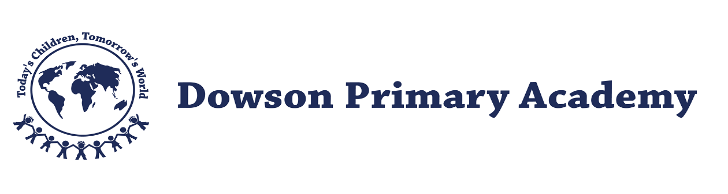 Today's Children, Tomorrow's World
Dowson Primary Academy